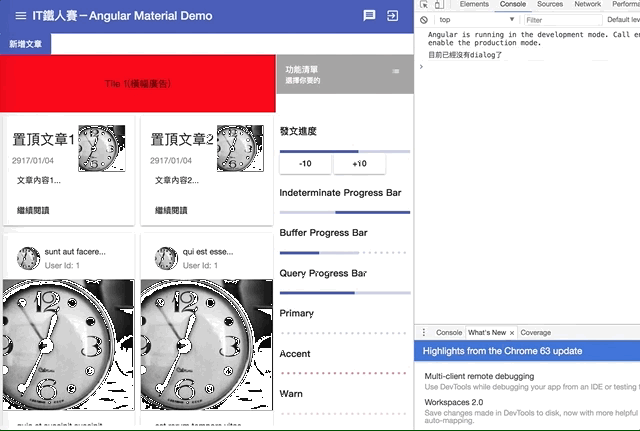 IT鐵人賽－Angular Material Demo
新增文章
Tile 1(橫幅廣告)
置頂文章1
2917/01/04
文章內容1...
繼續閱讀
置頂文章2
2917/01/04
文章內容2...
繼續閱讀
sunt aut facere...
User Id: 1
qui est esse...
User Id: 1
功能清單
選擇你要的
發文進度
-10
+10
Indeterminate Progress Bar
Buffer Progress Bar
Query Progress Bar
Primary
Accent
Warn
Elements
Console
Sources
Network
Performa
top
Filter
Default leve
Angular is running in the development mode. Call en
enable the production mode.
目前已經沒有dialog了
Console
What's New ×
Coverage
Highlights from the Chrome 63 update
Multi-client remote debugging
Use DevTools while debugging your app from an IDE or testing f
Workspaces 2.0
Save changes made in DevTools to disk, now with more helpful
auto-mapping.